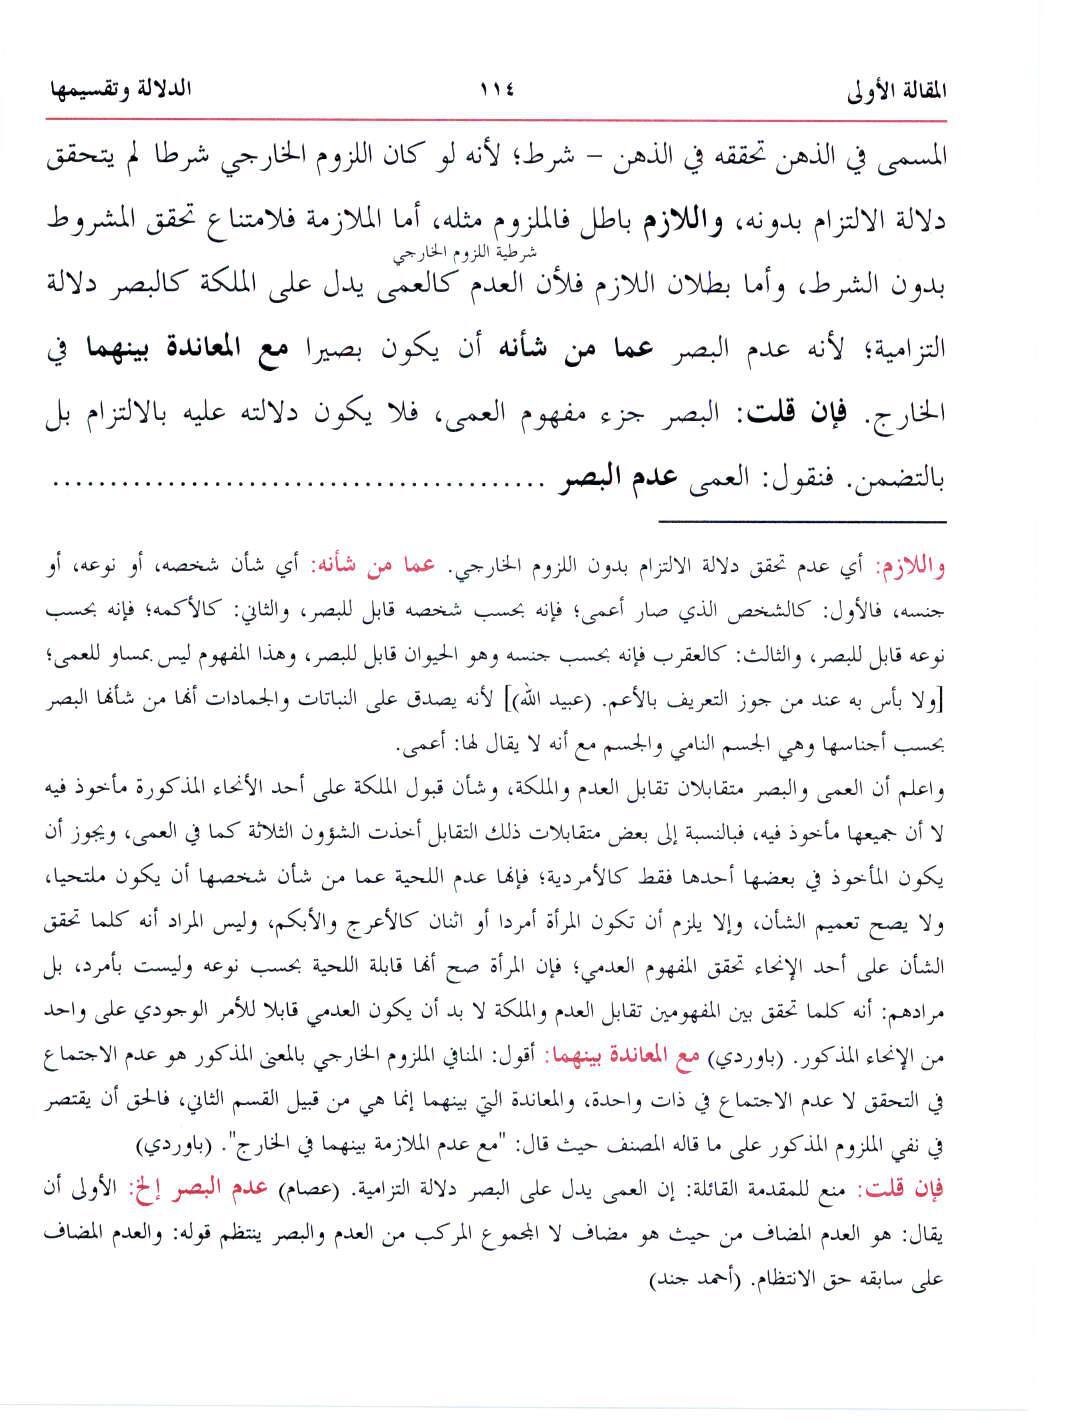 المقالة الأولى ١١٤ الدلالة وتقسيمها
المسمى في الذهن تحققه في الذهن – شرط؛ لأنه لو كان اللزوم الخارجي شرطا لم يتحقق
دلالة الالتزام بدونه، واللازم باطل فالملزوم مثله، أما الملازمة فلامتناع تحقق المشروط
شرطية اللزوم الخارجي
بدون الشرط، وأما بطلان اللازم فلأن العدم كالعمى يدل على الملكة كالبصر دلالة
التزامية؛ لأنه عدم البصر عما من شأنه أن يكون بصيرا مع المعاندة بينهما في
الخارج. فإن قلت: البصر جزء مفهوم العمى، فلا يكون دلالته عليه بالالتزام بل
بالتضمن. فنقول: العمى عدم البصر ..........................................
واللازم: أي عدم تحقق دلالة الالتزام بدون اللزوم الخارجي. عما من شأنه: أي شأن شخصه، أو نوعه، أو
جنسه، فالأول: كالشخص الذي صار أعمى؛ فإنه بحسب شخصه قابل للبصر، والثاني: كالأكمه؛ فإنه بحسب
نوعه قابل للبصر، والثالث: كالعقرب فإنه بحسب جنسه وهو الحيوان قابل للبصر، وهذا المفهوم ليس بمساو للعمى؛
[ولا بأس به عند من جوز التعريف بالأعم. (عبيد الله)] لأنه يصدق على النباتات والجمادات أنها من شأنها البصر
بحسب أجناسها وهي الجسم النامي والجسم مع أنه لا يقال لها: أعمى.
واعلم أن العمى والبصر متقابلان تقابل العدم والملكة، وشأن قبول الملكة على أحد الأنحاء المذكورة مأخوذ فيه
لا أن جميعها مأخوذ فيه، فبالنسبة إلى بعض متقابلات ذلك التقابل أخذت الشؤون الثلاثة كما في العمى، ويجوز أن
يكون المأخوذ في بعضها أحدها فقط كالأمردية؛ فإنها عدم اللحية عما من شأن شخصها أن يكون ملتحيا،
ولا يصح تعميم الشأن، وإلا يلزم أن تكون المرأة أمردا أو اثنان كالأعرج والأبكم، وليس المراد أنه كلما تحقق
الشأن على أحد الإنحاء تحقق المفهوم العدمي؛ فإن المرأة صح أنها قابلة اللحية بحسب نوعه وليست بأمرد، بل
مرادهم: أنه كلما تحقق بين المفهومين تقابل العدم والملكة لا بد أن يكون العدمي قابلا للأمر الوجودي على واحد
من الإنحاء المذكور. (باوردي) مع المعاندة بينهما: أقول: المنافي الملزوم الخارجي بالمعنى المذكور هو عدم الاجتماع
في التحقق لا عدم الاجتماع في ذات واحدة، والمعاندة التي بينهما إنما هي من قبيل القسم الثاني، فالحق أن يقتصر
في نفي الملزوم المذكور على ما قاله المصنف حيث قال: "مع عدم الملازمة بينهما في الخارج". (باوردي)
فإن قلت: منع للمقدمة القائلة: إن العمى يدل على البصر دلالة التزامية. (عصام) عدم البصر إلخ: الأولى أن
يقال: هو العدم المضاف من حيث هو مضاف لا المجموع المركب من العدم والبصر ينتظم قوله: والعدم المضاف
على سابقه حق الانتظام. (أحمد جند)